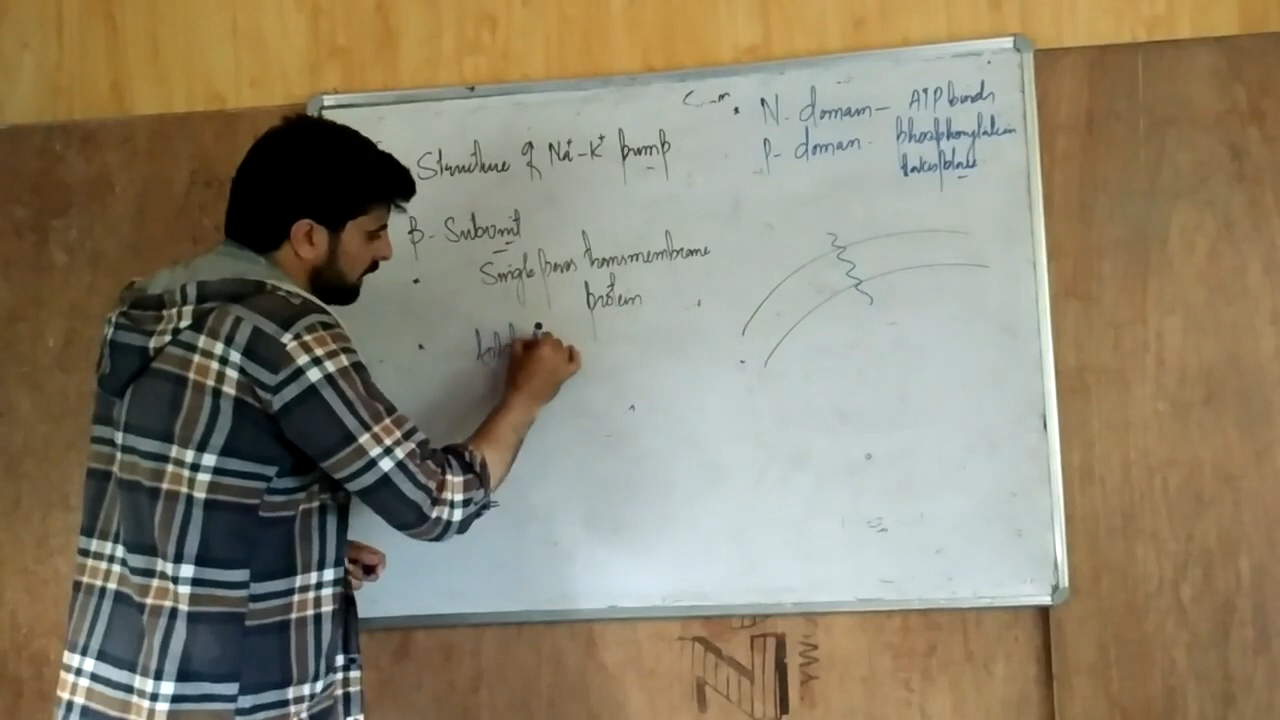 Structure of Na⁺-K⁺ pump
β- Subunit
Single pass transmembrane
protein
N- domain - ATP binds
P- domain - Phosphorylation
takes place